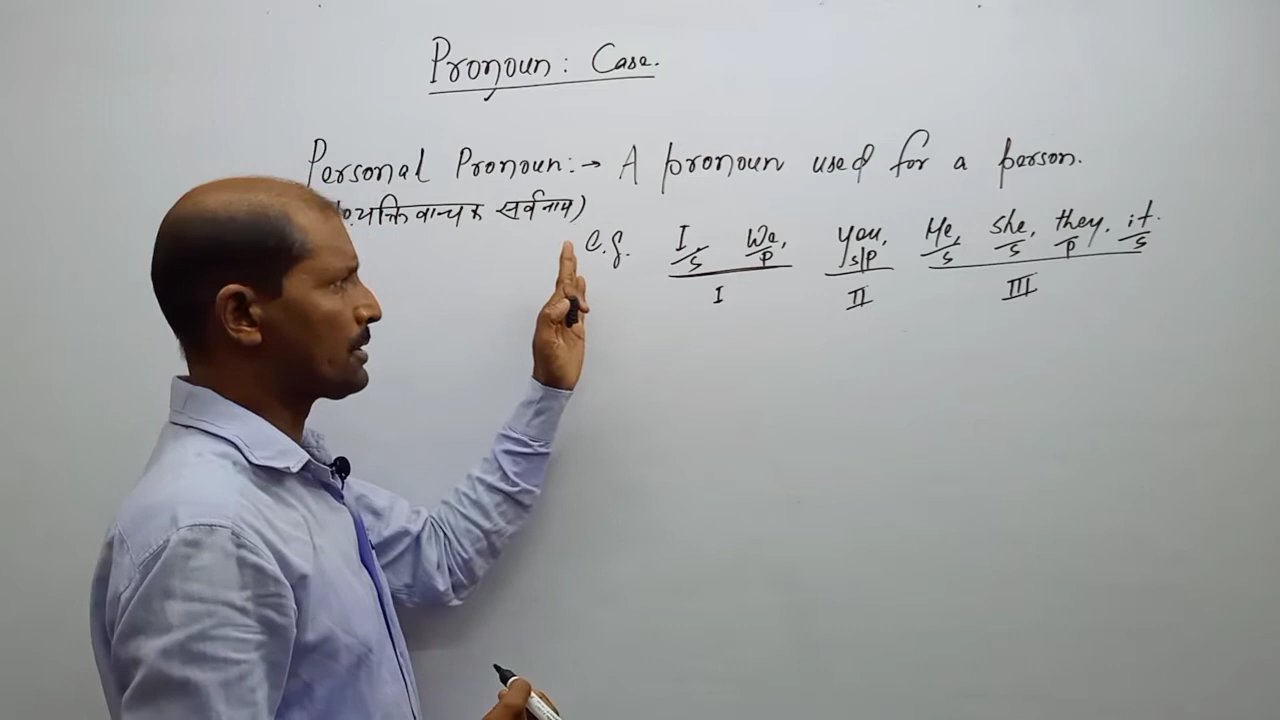 Pronoun: Case.
Personal Pronoun:→ A pronoun used for a person.
व्यक्तिवाचक सर्वनाम)
e.g. I We, you, He, she, they, it.
S P S/P S S P S
I II III